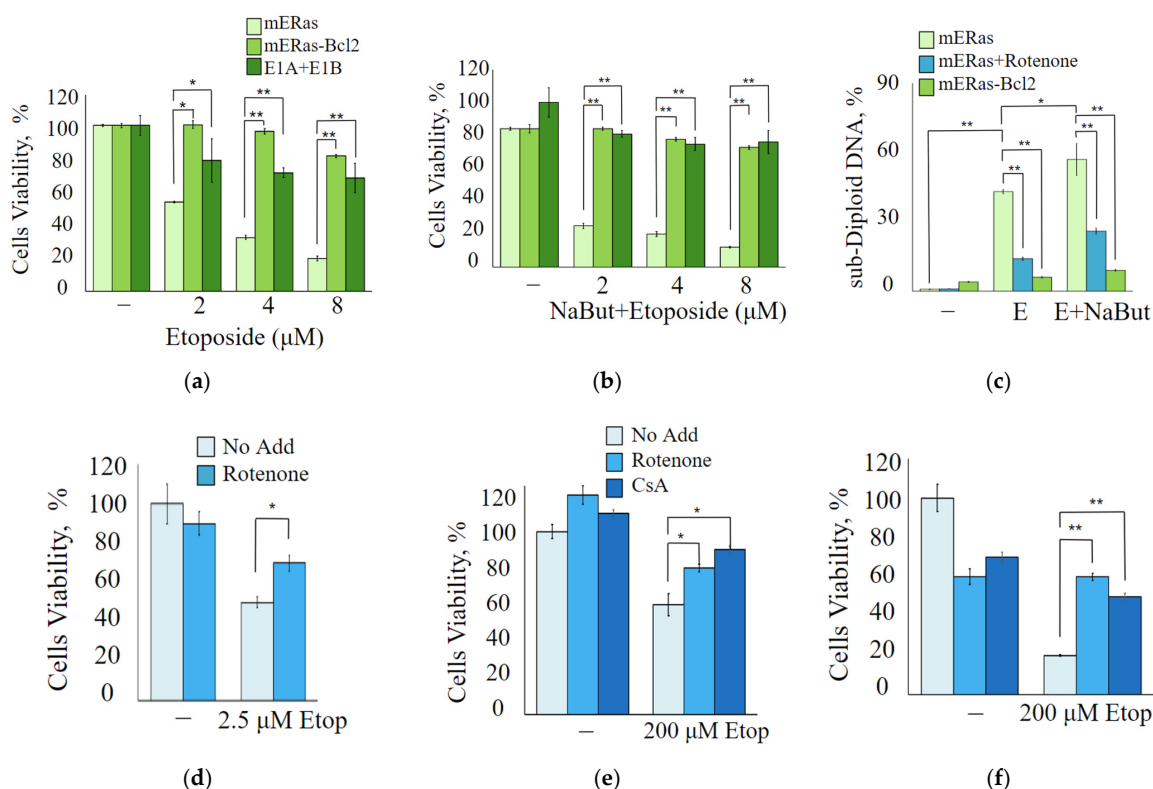 mERas
mERas-Bcl2
E1A+E1B
Cells Viability, %
120
100
80
60
40
20
0
*
*
**
**
**
**
– 2 4 8
Etoposide (μM)
(a)
Cells Viability, %
120
100
80
60
40
20
0
**
**
**
**
**
**
– 2 4 8
NaBut+Etoposide (μM)
(b)
mERas
mERas+Rotenone
mERas-Bcl2
sub-Diploid DNA, %
90
60
30
0
*
**
**
**
**
**
– E E+NaBut
(c)
No Add
Rotenone
Cells Viability, %
120
100
80
60
40
20
0
*
– 2.5 μM Etop
(d)
No Add
Rotenone
CsA
Cells Viability, %
120
100
80
60
40
20
0
*
*
– 200 μM Etop
(e)
Cells Viability, %
120
100
80
60
40
20
0
**
**
– 200 μM Etop
(f)